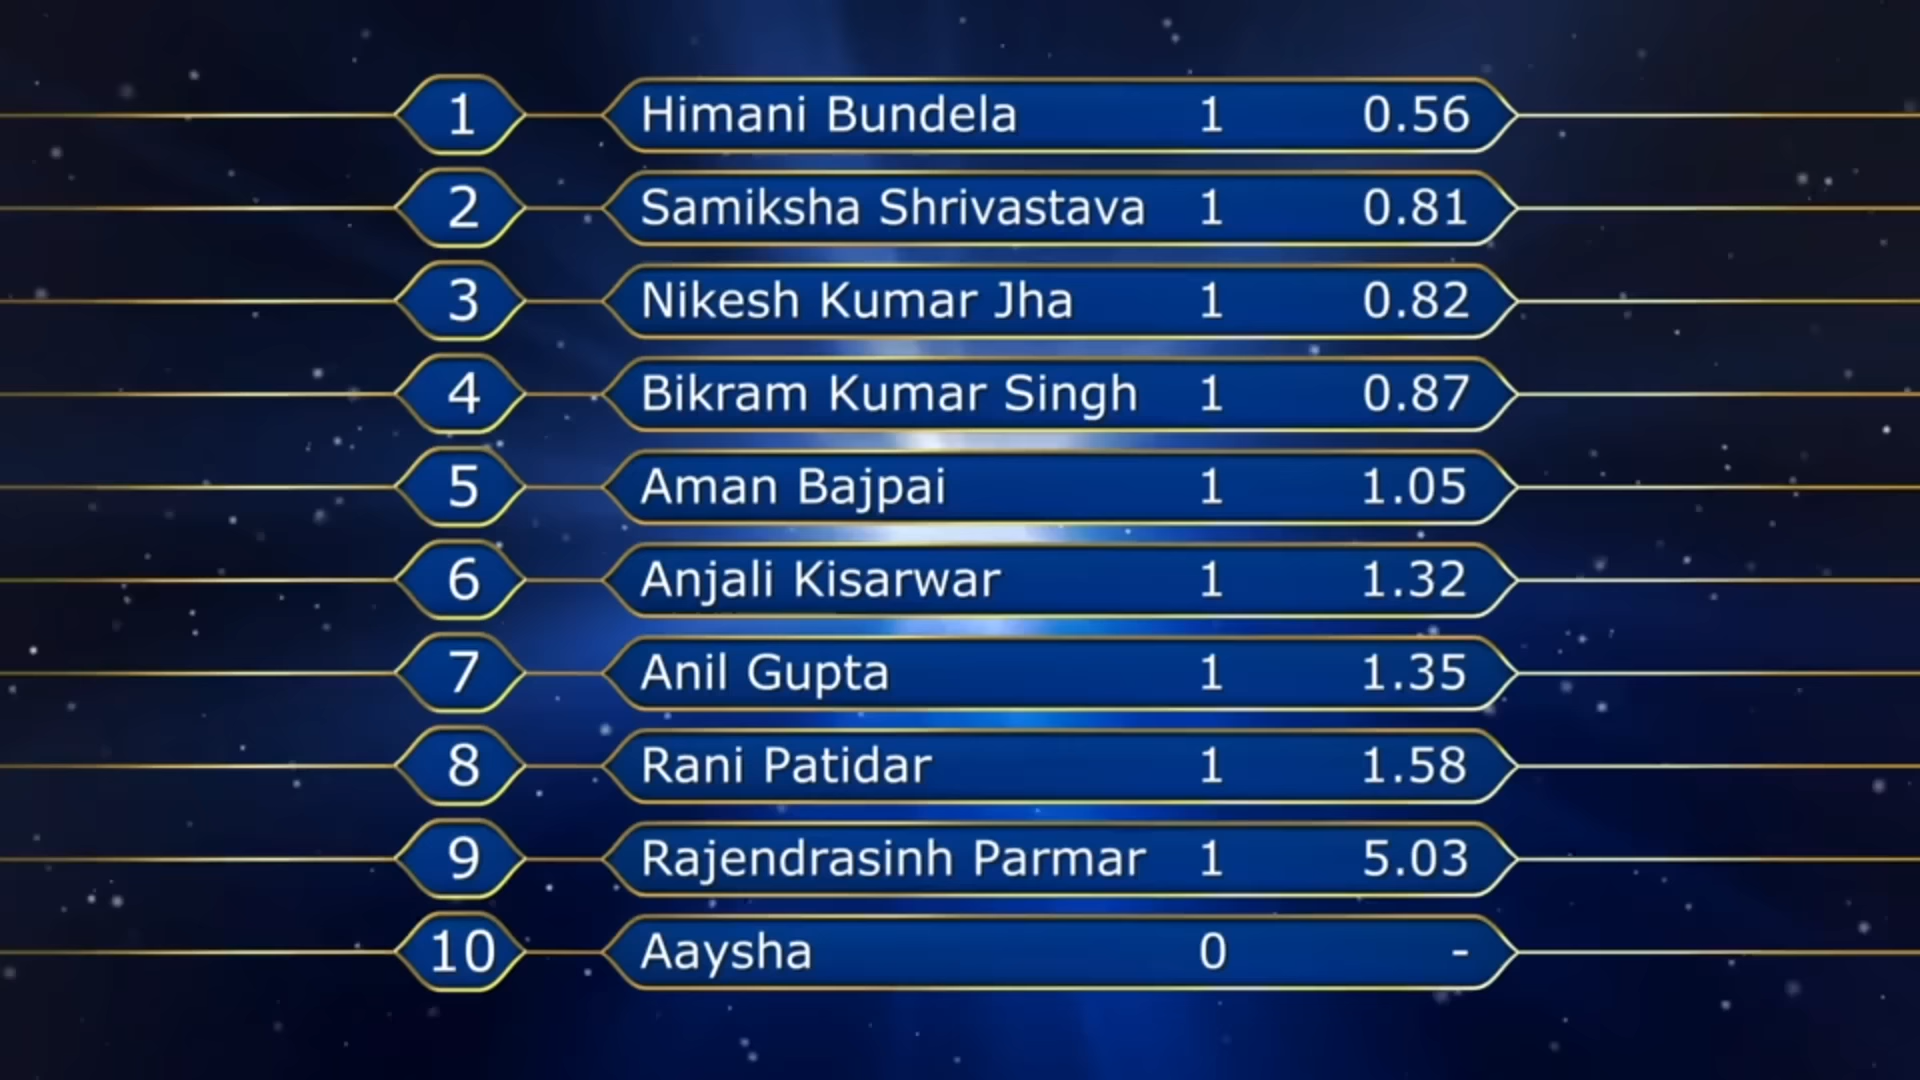 1 Himani Bundela 1 0.56
2 Samiksha Shrivastava 1 0.81
3 Nikesh Kumar Jha 1 0.82
4 Bikram Kumar Singh 1 0.87
5 Aman Bajpai 1 1.05
6 Anjali Kisarwar 1 1.32
7 Anil Gupta 1 1.35
8 Rani Patidar 1 1.58
9 Rajendrasinh Parmar 1 5.03
10 Aaysha 0 -